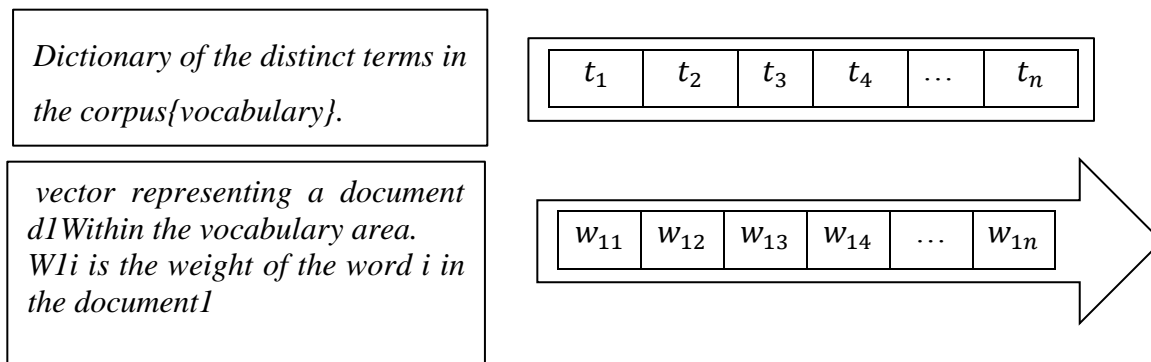 Dictionary of the distinct terms in
the corpus{vocabulary}.
t₁ t₂ t₃ t₄ … tₙ
vector representing a document
d1Within the vocabulary area.
W1i is the weight of the word i in
the document1
w₁₁ w₁₂ w₁₃ w₁₄ … w₁ₙ